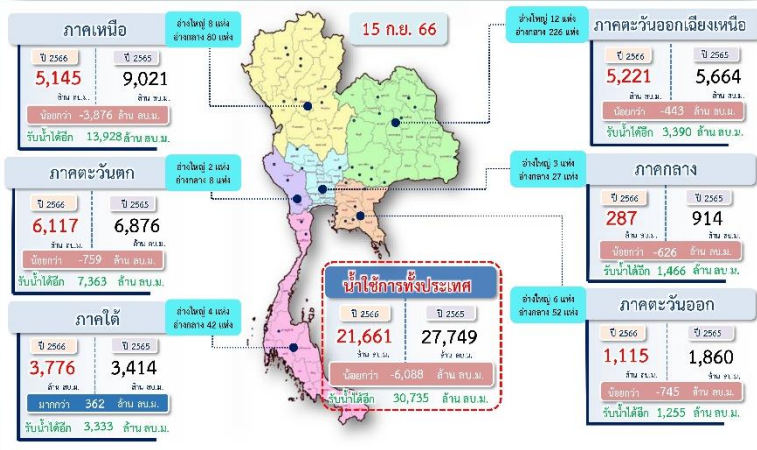 15 ก.ย. 66
ภาคเหนือ
อ่างใหญ่ 8 แห่ง
อ่างกลาง 80 แห่ง
ปี 2566 ปี 2565
5,145 9,021
ล้าน ลบ.ม. ล้าน ลบ.ม.
น้อยกว่า -3,876 ล้าน ลบ.ม.
รับน้ำได้อีก 13,928 ล้าน ลบ.ม.
ภาคตะวันออกเฉียงเหนือ
อ่างใหญ่ 12 แห่ง
อ่างกลาง 226 แห่ง
ปี 2566 ปี 2565
5,221 5,664
ล้าน ลบ.ม. ล้าน ลบ.ม.
น้อยกว่า -443 ล้าน ลบ.ม.
รับน้ำได้อีก 3,390 ล้าน ลบ.ม.
ภาคตะวันตก
อ่างใหญ่ 2 แห่ง
อ่างกลาง 8 แห่ง
ปี 2566 ปี 2565
6,117 6,876
ล้าน ลบ.ม. ล้าน ลบ.ม.
น้อยกว่า -759 ล้าน ลบ.ม.
รับน้ำได้อีก 7,363 ล้าน ลบ.ม.
ภาคกลาง
อ่างใหญ่ 3 แห่ง
อ่างกลาง 27 แห่ง
ปี 2566 ปี 2565
287 914
ล้าน ลบ.ม. ล้าน ลบ.ม.
น้อยกว่า -626 ล้าน ลบ.ม.
รับน้ำได้อีก 1,466 ล้าน ลบ.ม.
ภาคใต้
อ่างใหญ่ 4 แห่ง
อ่างกลาง 42 แห่ง
ปี 2566 ปี 2565
3,776 3,414
ล้าน ลบ.ม. ล้าน ลบ.ม.
มากกว่า 362 ล้าน ลบ.ม.
รับน้ำได้อีก 3,333 ล้าน ลบ.ม.
น้ำใช้การทั้งประเทศ
ปี 2566 ปี 2565
21,661 27,749
ล้าน ลบ.ม. ล้าน ลบ.ม.
น้อยกว่า -6,088 ล้าน ลบ.ม.
รับน้ำได้อีก 30,735 ล้าน ลบ.ม.
ภาคตะวันออก
อ่างใหญ่ 6 แห่ง
อ่างกลาง 52 แห่ง
ปี 2566 ปี 2565
1,115 1,860
ล้าน ลบ.ม. ล้าน ลบ.ม.
น้อยกว่า -745 ล้าน ลบ.ม.
รับน้ำได้อีก 1,255 ล้าน ลบ.ม.